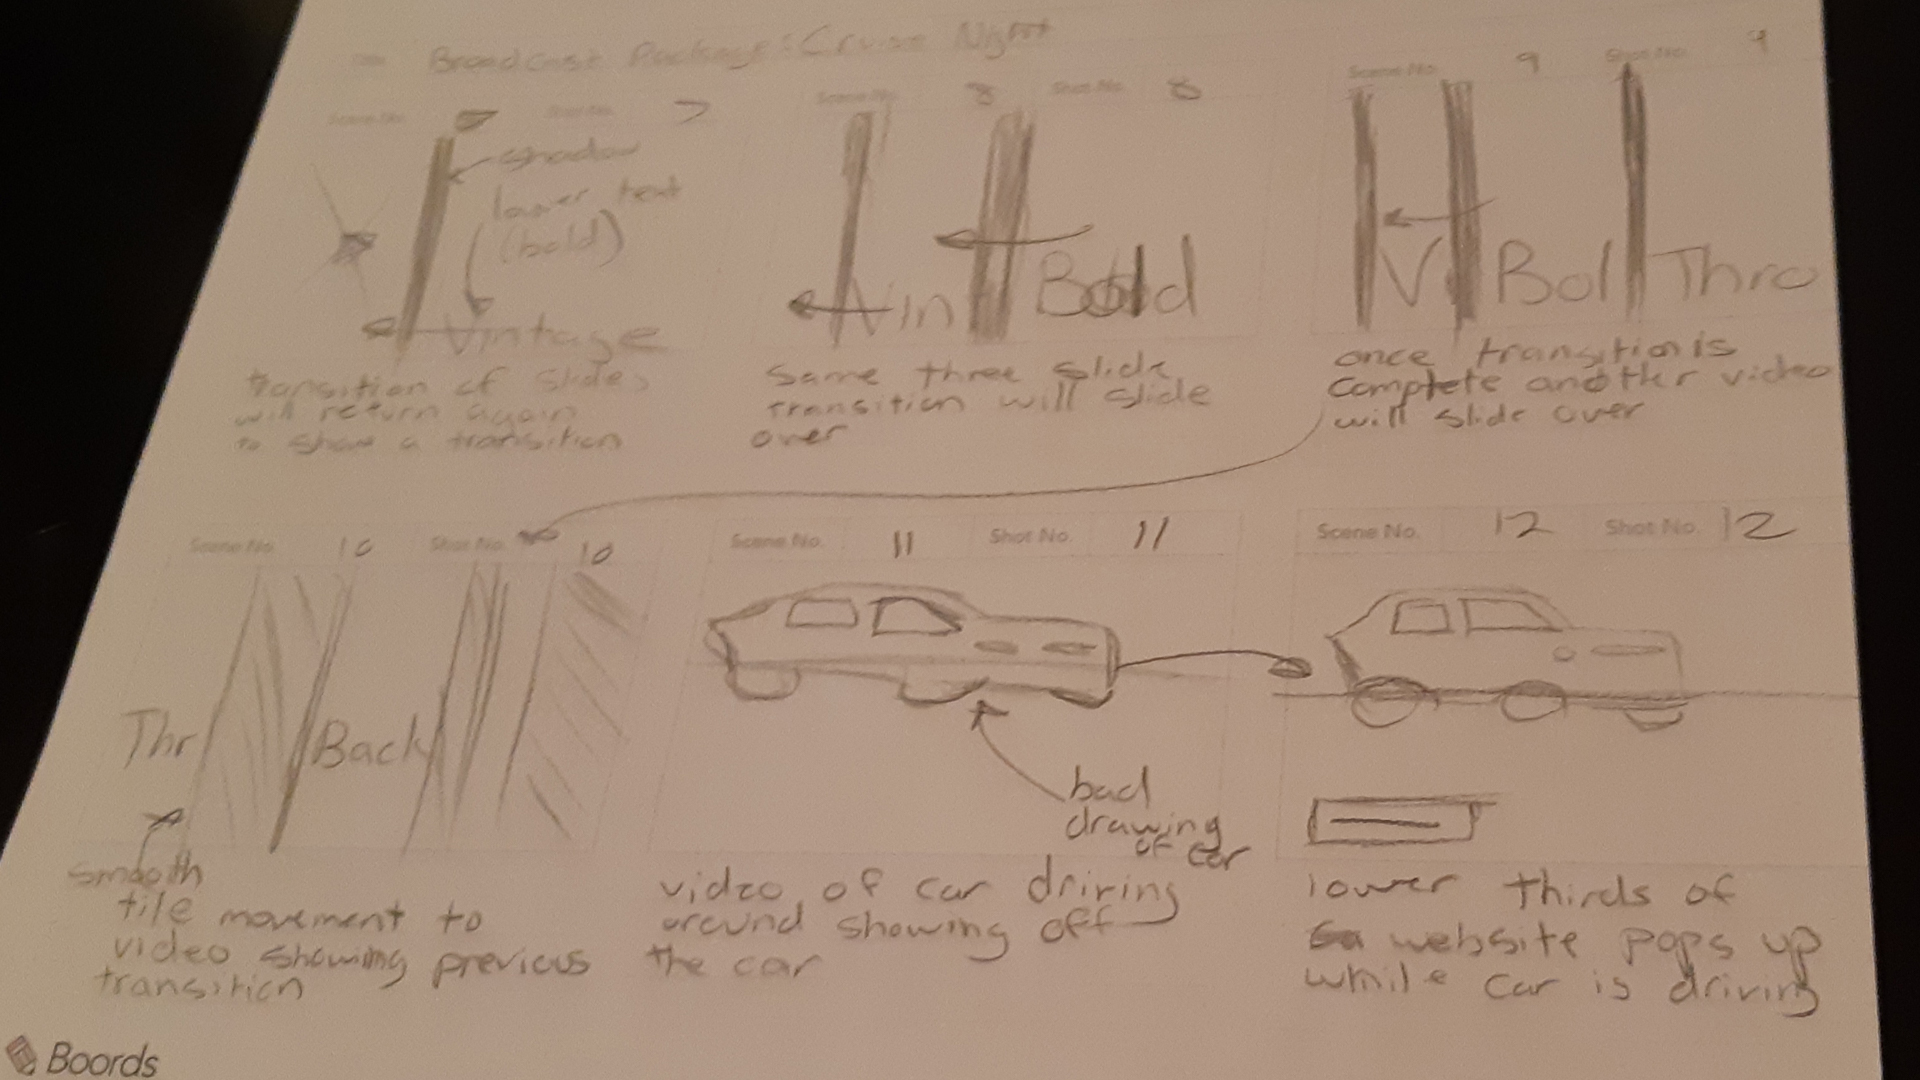 Broadcast Package: Cruise Night
Scene No. 7 Shot No. 7
shadow
lower text
(bold)
Vintage
transition of slides
will return again
to show a transition
Scene No. 8 Shot No. 8
Vin Bold
same three slide
transition will slide
over
Scene No. 9 Shot No. 9
V Bol Thro
once transition is
complete another video
will slide over
Scene No. 10 Shot No. 10
Thr Back
smooth
tile movement to
video showing previous
transition
Scene No. 11 Shot No. 11
bad
drawing
of car
video of car driving
around showing off
the car
Scene No. 12 Shot No. 12
lower thirds of
website pops up
while car is driving
Boords